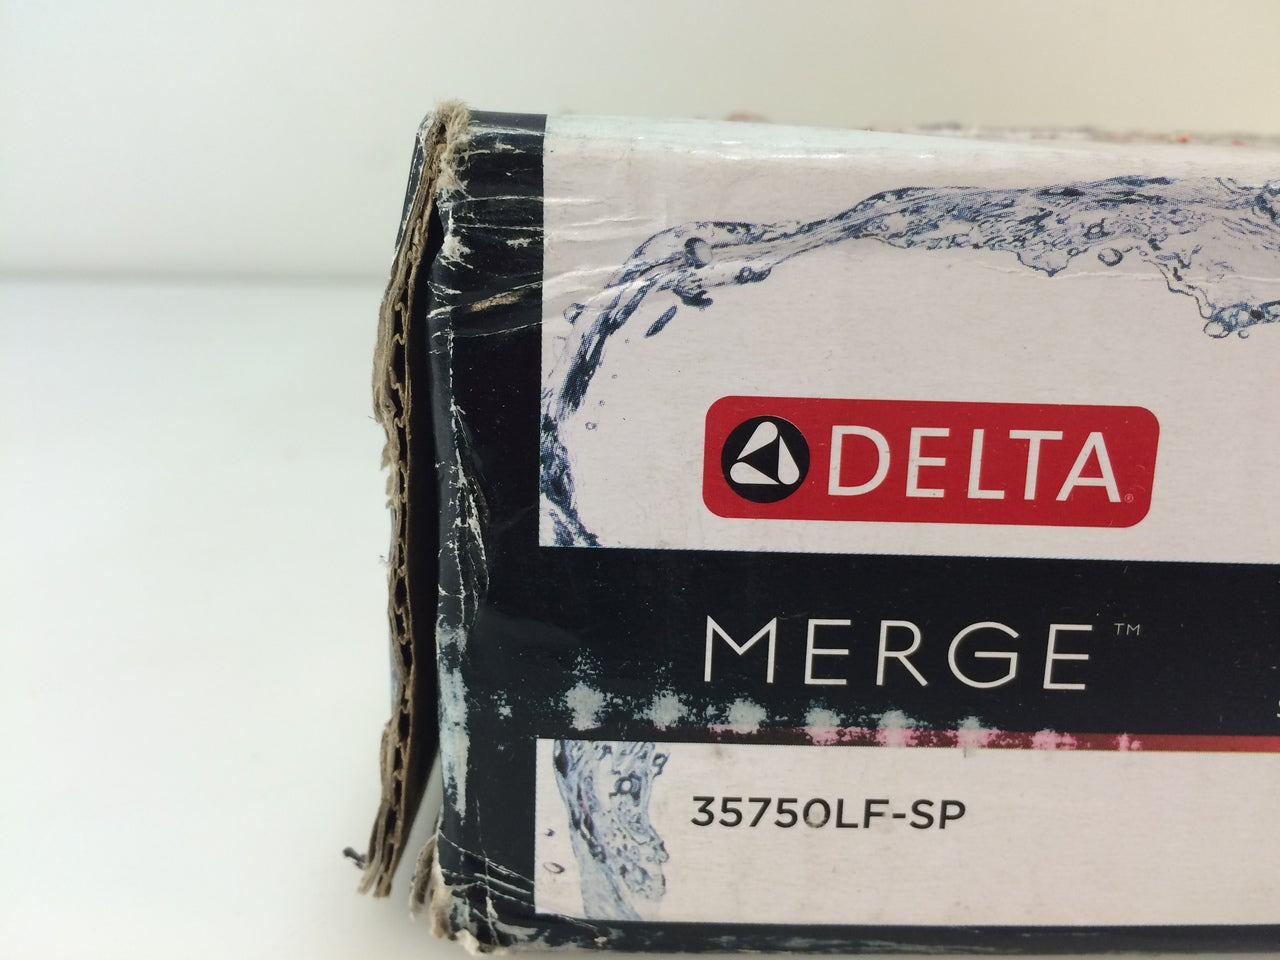 DELTA
MERGE™
35750LF-SP